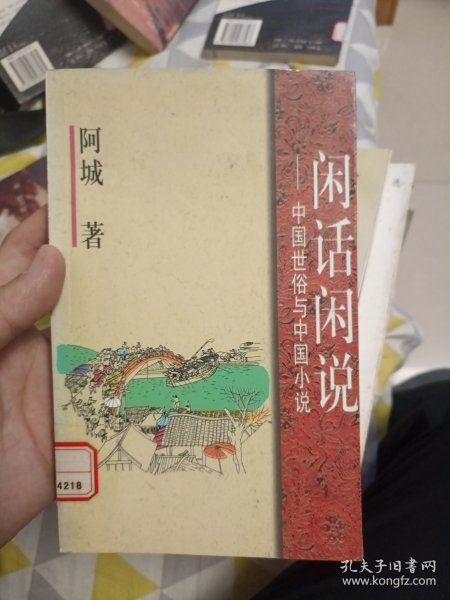 闲话闲说
——中国世俗与中国小说
阿城 著
4218
孔夫子旧书网
www.kongfz.com